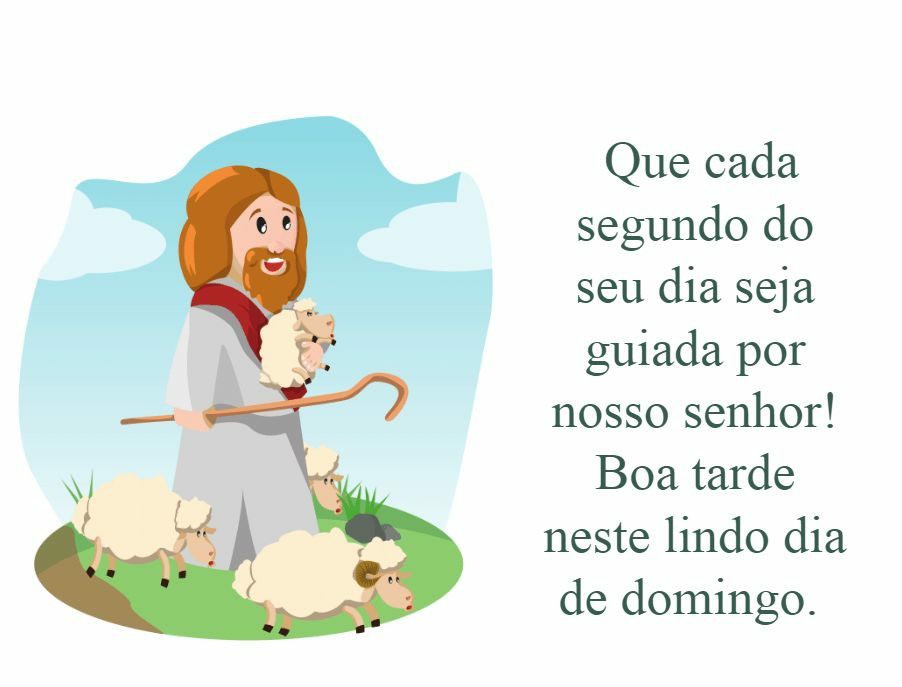 Que cada
segundo do
seu dia seja
guiada por
nosso senhor!
Boa tarde
neste lindo dia
de domingo.